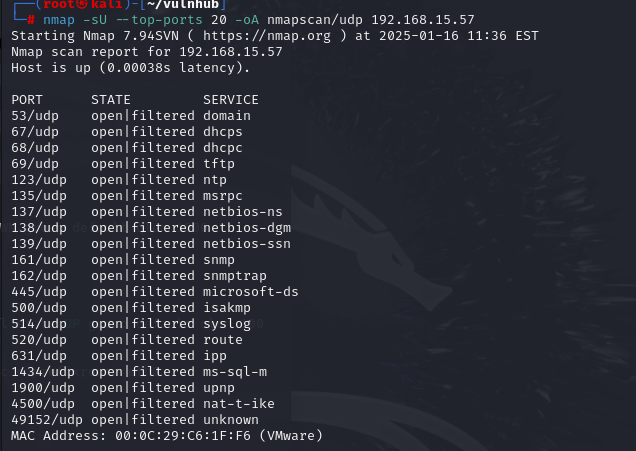 (root㉿kali)-[~/vulnhub]
# nmap -sU --top-ports 20 -oA nmapscan/udp 192.168.15.57
Starting Nmap 7.94SVN ( https://nmap.org ) at 2025-01-16 11:36 EST
Nmap scan report for 192.168.15.57
Host is up (0.00038s latency).
PORT      STATE         SERVICE
53/udp    open|filtered domain
67/udp    open|filtered dhcps
68/udp    open|filtered dhcpc
69/udp    open|filtered tftp
123/udp   open|filtered ntp
135/udp   open|filtered msrpc
137/udp   open|filtered netbios-ns
138/udp   open|filtered netbios-dgm
139/udp   open|filtered netbios-ssn
161/udp   open|filtered snmp
162/udp   open|filtered snmptrap
445/udp   open|filtered microsoft-ds
500/udp   open|filtered isakmp
514/udp   open|filtered syslog
520/udp   open|filtered route
631/udp   open|filtered ipp
1434/udp  open|filtered ms-sql-m
1900/udp  open|filtered upnp
4500/udp  open|filtered nat-t-ike
49152/udp open|filtered unknown
MAC Address: 00:0C:29:C6:1F:F6 (VMware)